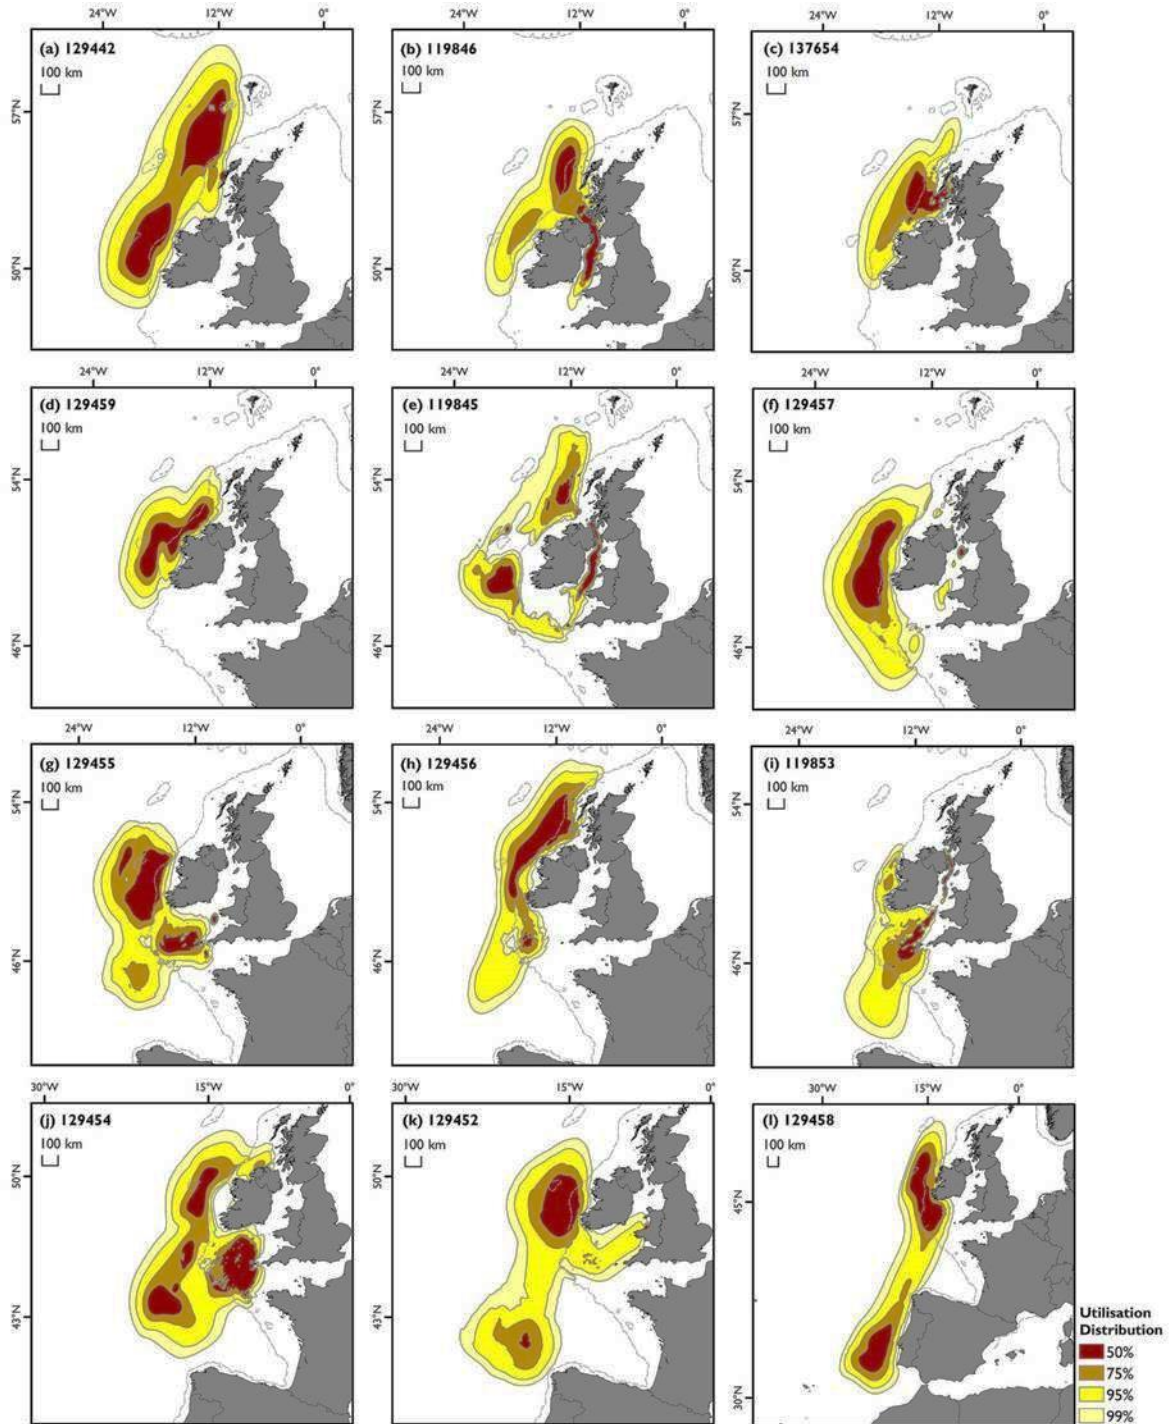 24°W 12°W 0° 24°W 12°W 0° 24°W 12°W 0°
(a) 129442 (b) 119846 (c) 137654
100 km 100 km 100 km
57°N 57°N 57°N
50°N 50°N 50°N
24°W 12°W 0° 24°W 12°W 0° 24°W 12°W 0°
(d) 129459 (e) 119845 (f) 129457
100 km 100 km 100 km
54°N 54°N 54°N
46°N 46°N 46°N
24°W 12°W 0° 24°W 12°W 0° 24°W 12°W 0°
(g) 129455 (h) 129456 (i) 119853
100 km 100 km 100 km
54°N 54°N 54°N
46°N 46°N 46°N
30°W 15°W 0° 30°W 15°W 0° 30°W 15°W 0°
(j) 129454 (k) 129452 (l) 129458
100 km 100 km 100 km
50°N 50°N 45°N
43°N 43°N 30°N
Utilisation
Distribution
50%
75%
95%
99%